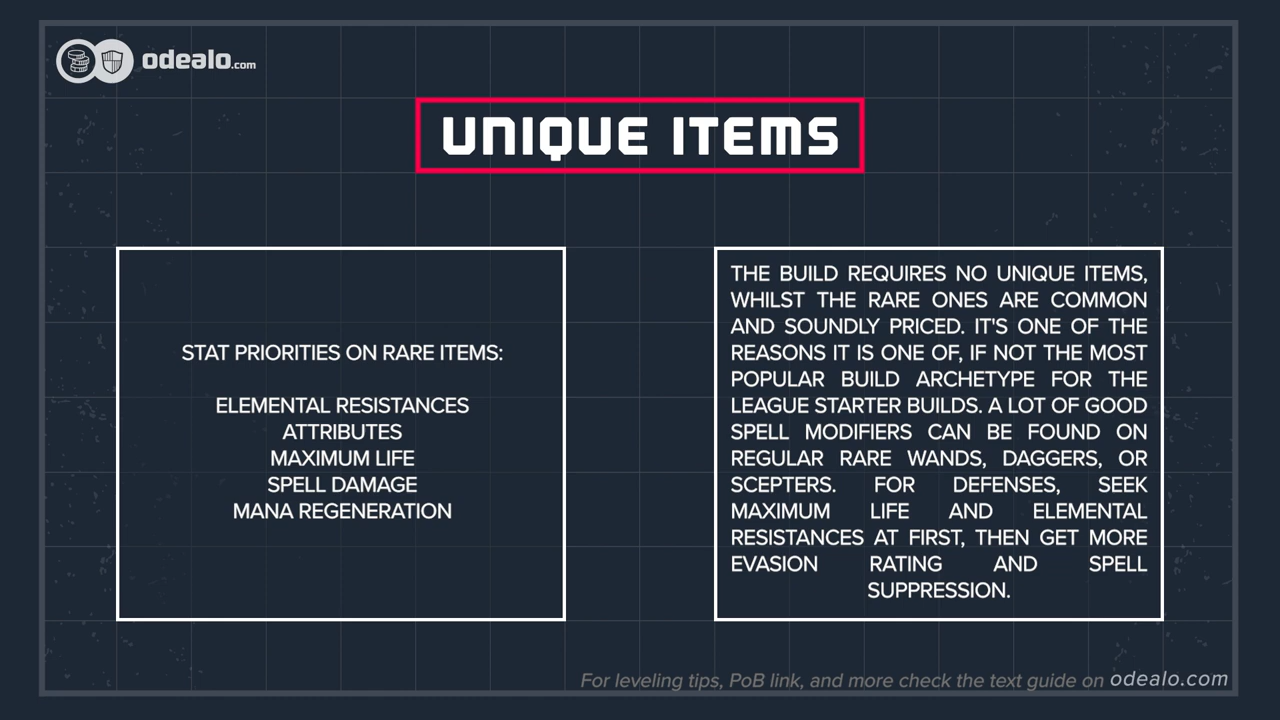 odealo.com
UNIQUE ITEMS
STAT PRIORITIES ON RARE ITEMS:
ELEMENTAL RESISTANCES
ATTRIBUTES
MAXIMUM LIFE
SPELL DAMAGE
MANA REGENERATION
THE BUILD REQUIRES NO UNIQUE ITEMS,
WHILST THE RARE ONES ARE COMMON
AND SOUNDLY PRICED. IT'S ONE OF THE
REASONS IT IS ONE OF, IF NOT THE MOST
POPULAR BUILD ARCHETYPE FOR THE
LEAGUE STARTER BUILDS. A LOT OF GOOD
SPELL MODIFIERS CAN BE FOUND ON
REGULAR RARE WANDS, DAGGERS, OR
SCEPTERS. FOR DEFENSES, SEEK
MAXIMUM LIFE AND ELEMENTAL
RESISTANCES AT FIRST, THEN GET MORE
EVASION RATING AND SPELL
SUPPRESSION.
For leveling tips, PoB link, and more check the text guide on odealo.com